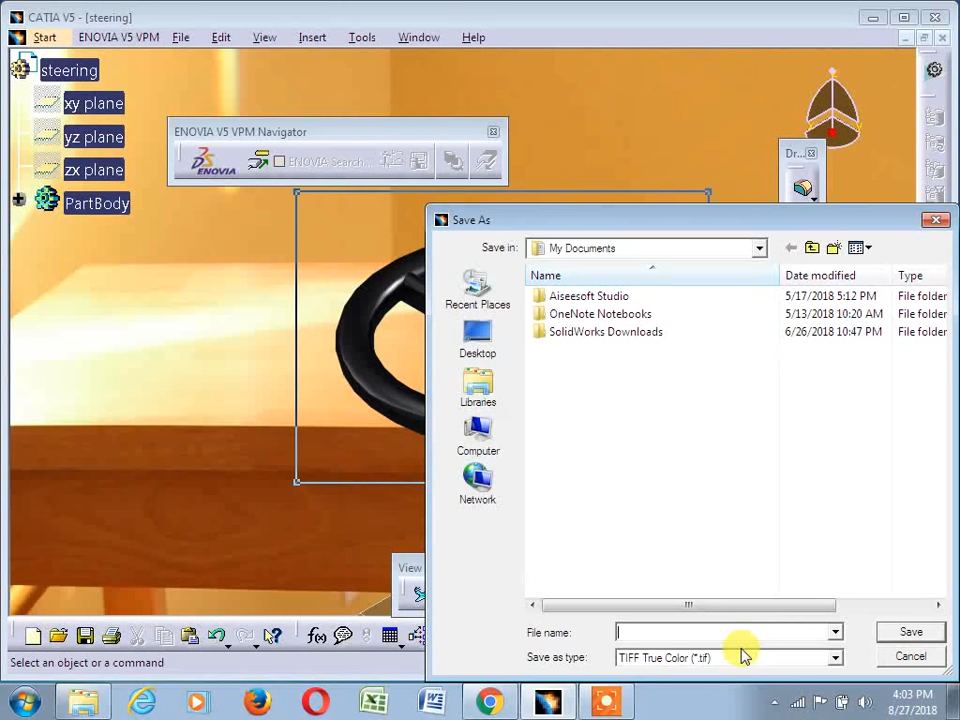 CATIA V5 - [steering]
Start ENOVIA V5 VPM File Edit View Insert Tools Window Help
steering
xy plane
yz plane
zx plane
PartBody
ENOVIA V5 VPM Navigator
DS ENOVIA
ENOVIA Search...
Dr...
Save As
Save in: My Documents
Name Date modified Type
Aiseesoft Studio 5/17/2018 5:12 PM File folder
OneNote Notebooks 5/13/2018 10:20 AM File folder
SolidWorks Downloads 6/26/2018 10:47 PM File folder
Recent Places
Desktop
Libraries
Computer
Network
View
File name: Save
Save as type: TIFF True Color (*.tif) Cancel
f(x)
Select an object or a command
4:03 PM
8/27/2018